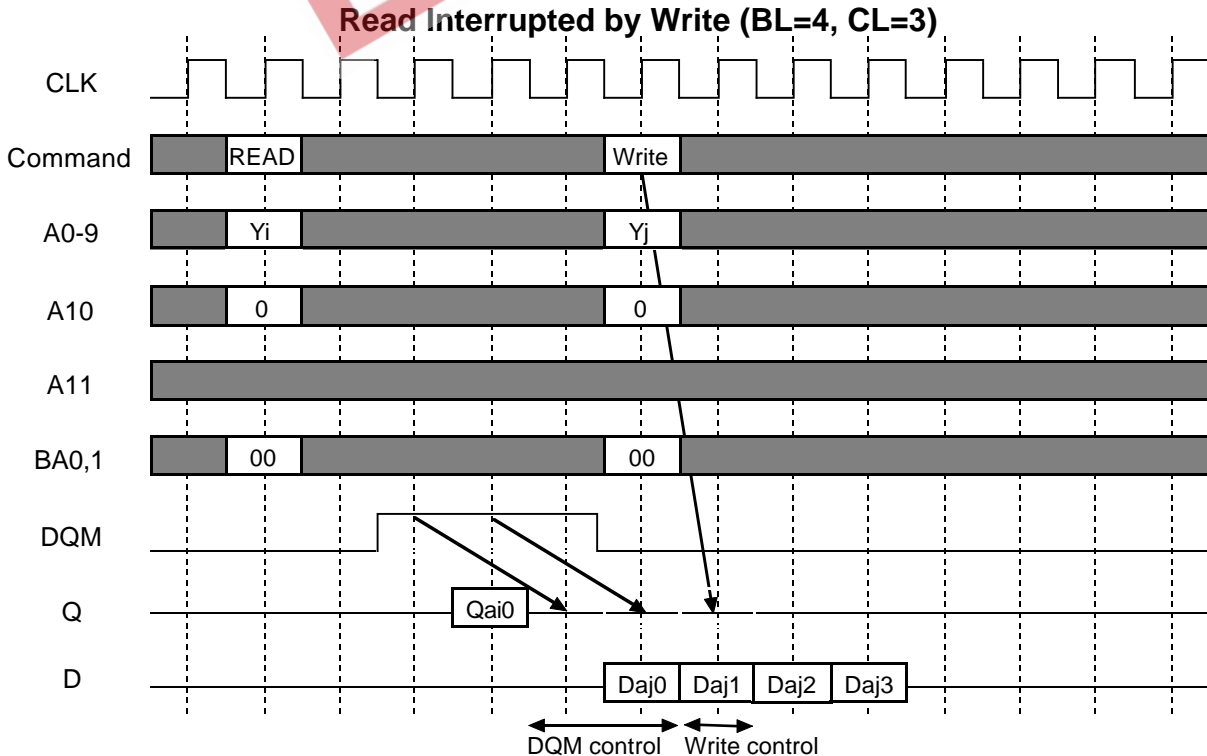 Read Interrupted by Write (BL=4, CL=3)
CLK
Command READ Write
A0-9 Yi Yj
A10 0 0
A11
BA0,1 00 00
DQM
Q Qai0
D Daj0 Daj1 Daj2 Daj3
DQM control Write control